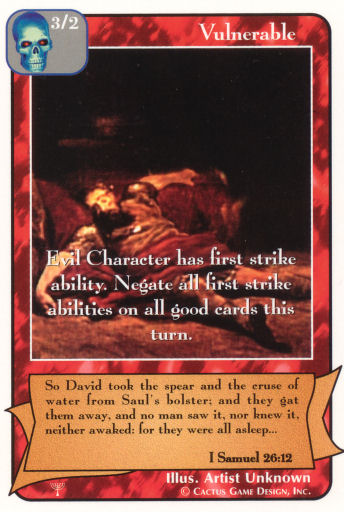 3/2
Vulnerable
Evil Character has first strike
ability. Negate all first strike
abilities on all good cards this
turn.
So David took the spear and the cruse of
water from Saul's bolster; and they gat
them away, and no man saw it, nor knew it,
neither awaked: for they were all asleep...
I Samuel 26:12
Illus. Artist Unknown
© Cactus Game Design, Inc.